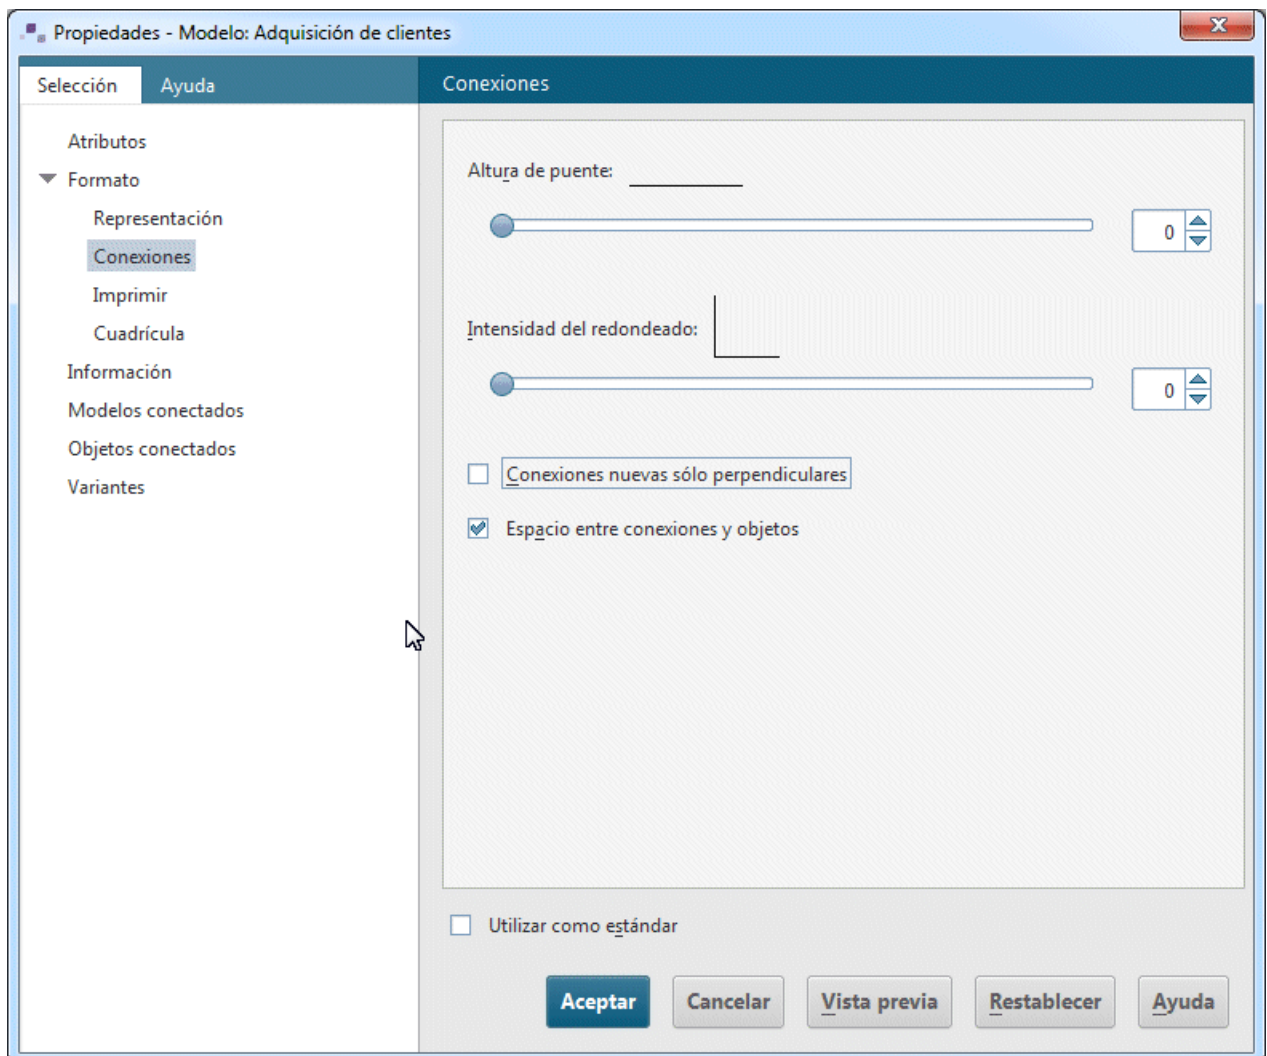 Propiedades - Modelo: Adquisición de clientes
Selección
Ayuda
Atributos
Formato
Representación
Conexiones
Imprimir
Cuadrícula
Información
Modelos conectados
Objetos conectados
Variantes
Conexiones
Altura de puente:
0
Intensidad del redondeado:
0
Conexiones nuevas sólo perpendiculares
Espacio entre conexiones y objetos
Utilizar como estándar
Aceptar
Cancelar
Vista previa
Restablecer
Ayuda